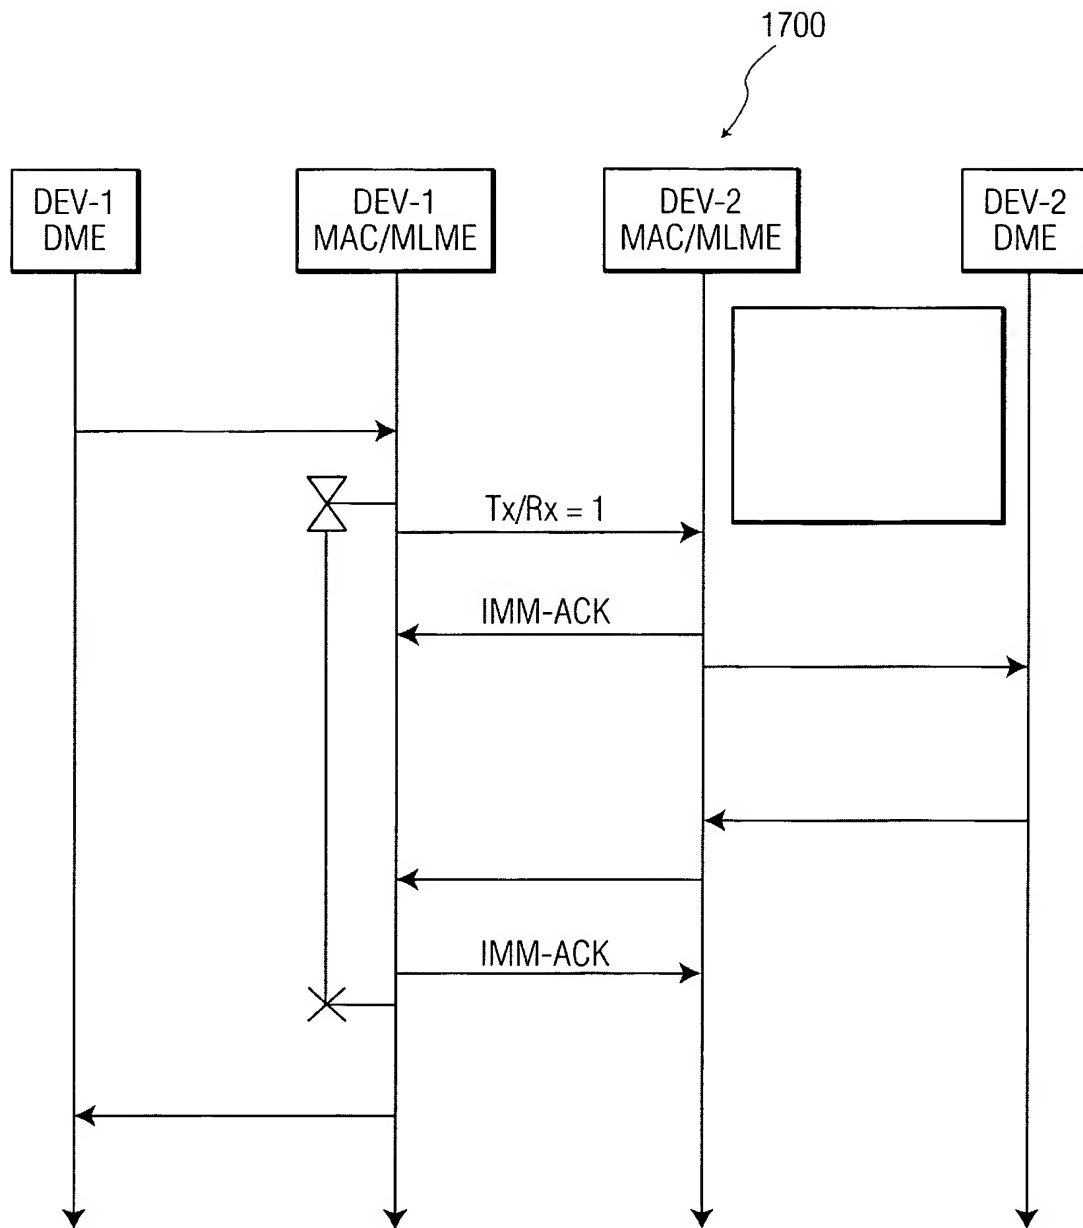 1700
DEV-1
DME
DEV-1
MAC/MLME
DEV-2
MAC/MLME
DEV-2
DME
Tx/Rx = 1
IMM-ACK
IMM-ACK